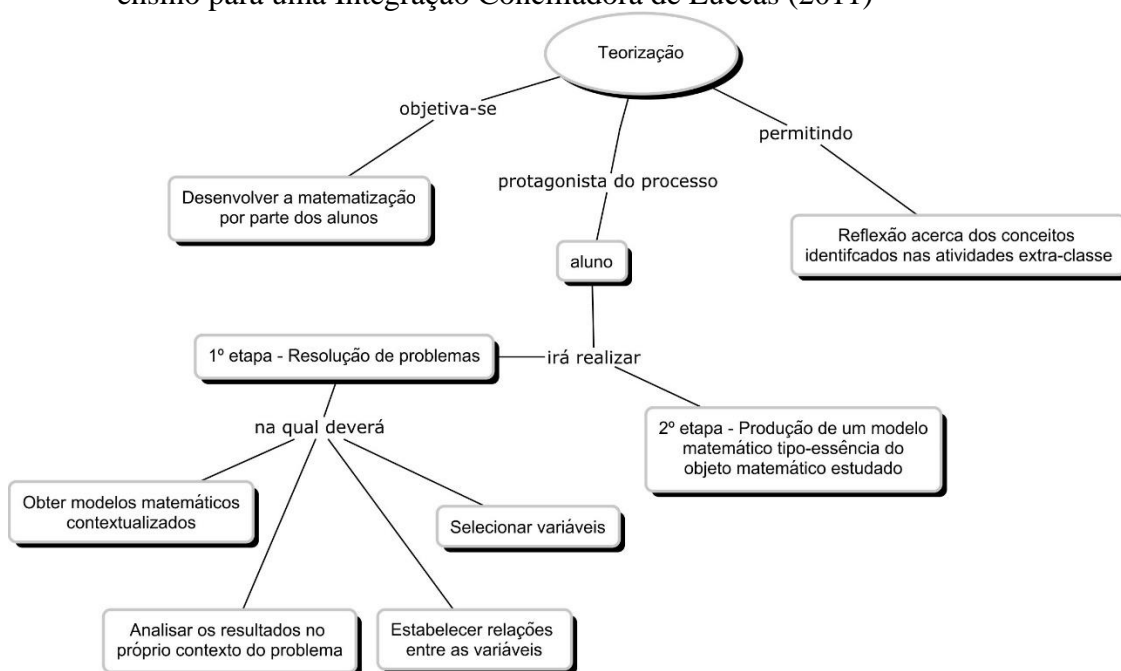 ensino para uma Integração Conciliadora de Luccas (2011)
Teorização
objetiva-se
permitindo
protagonista do processo
Desenvolver a matematização
por parte dos alunos
Reflexão acerca dos conceitos
identifcados nas atividades extra-classe
aluno
1º etapa - Resolução de problemas
irá realizar
na qual deverá
2º etapa - Produção de um modelo
matemático tipo-essência do
objeto matemático estudado
Obter modelos matemáticos
contextualizados
Selecionar variáveis
Analisar os resultados no
próprio contexto do problema
Estabelecer relações
entre as variáveis